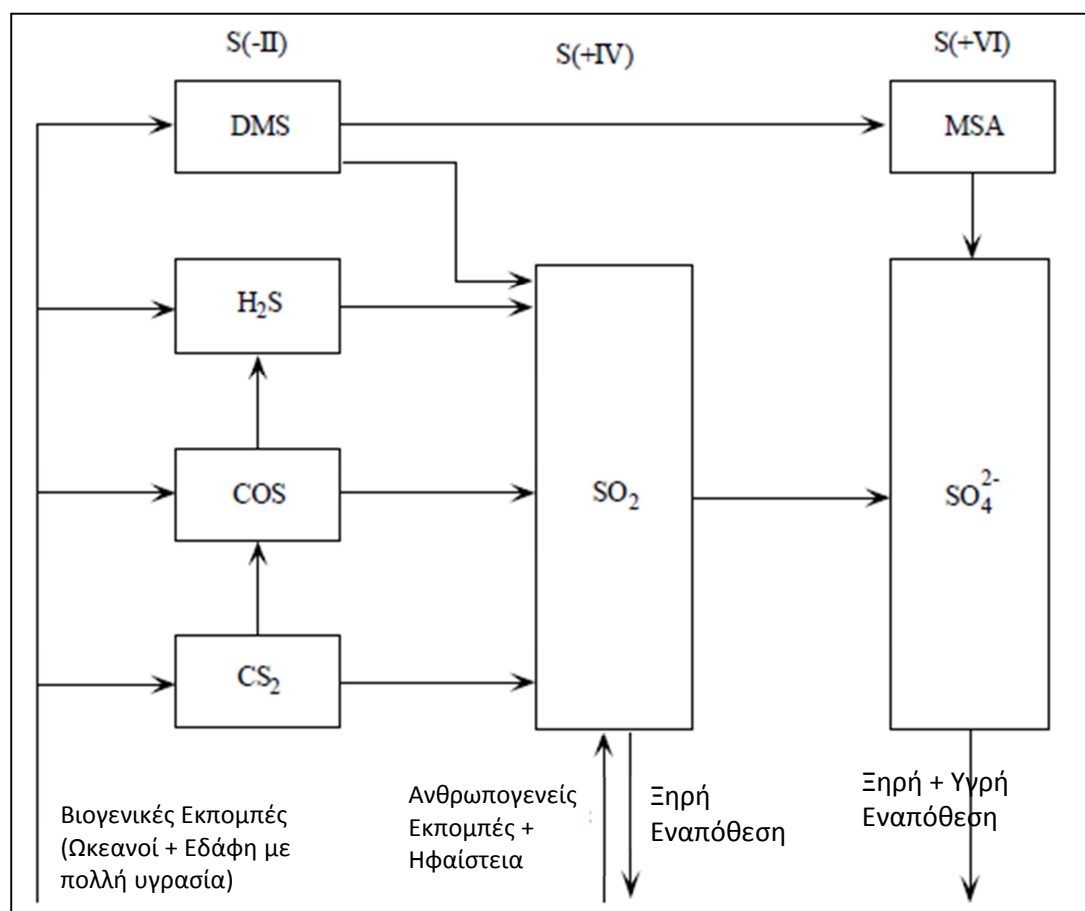 S(-II)
S(+IV)
S(+VI)
DMS
MSA
H₂S
COS
SO₂
SO₄²⁻
CS₂
Βιογενικές Εκπομπές
(Ωκεανοί + Εδάφη με
πολλή υγρασία)
Ανθρωπογενείς
Εκπομπές +
Ηφαίστεια
Ξηρή
Εναπόθεση
Ξηρή + Υγρή
Εναπόθεση